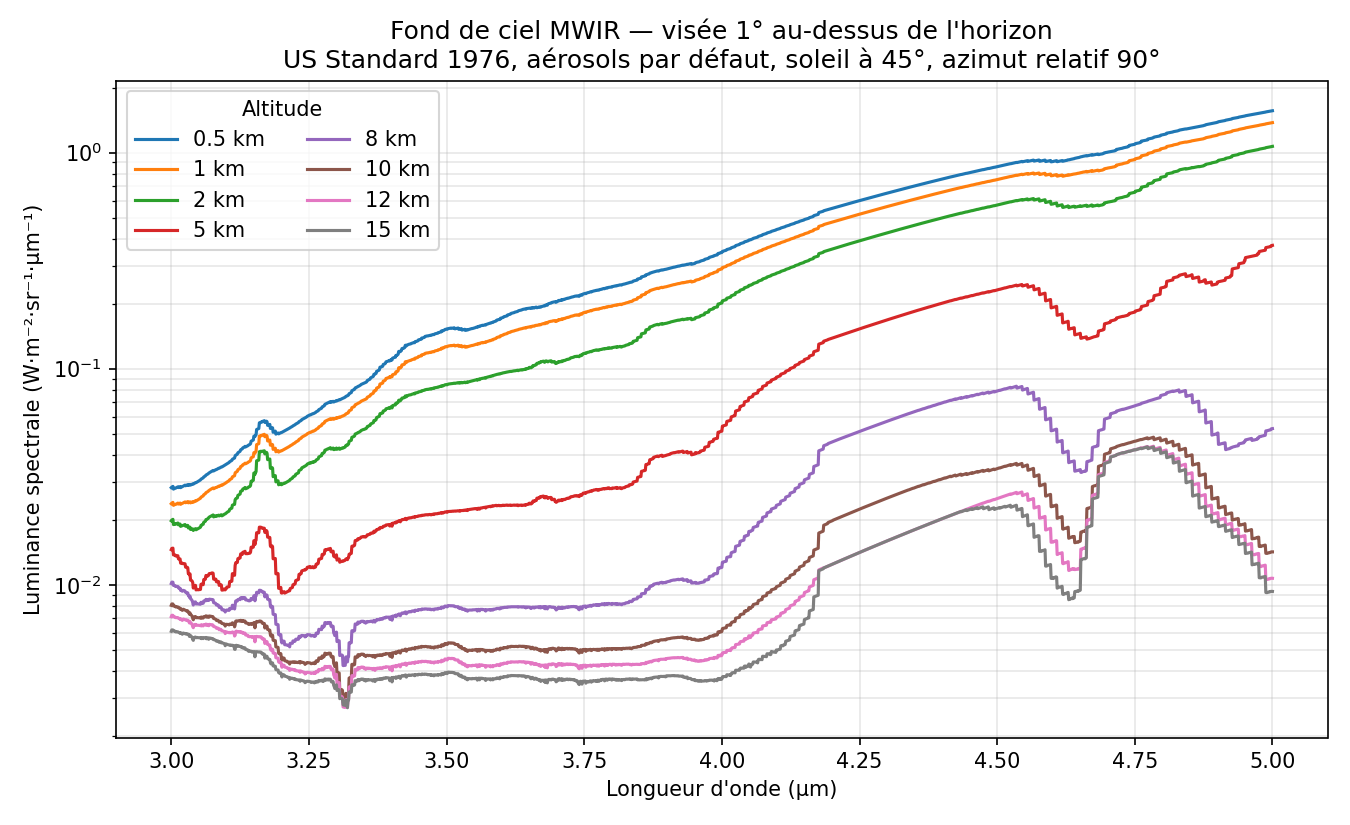 Fond de ciel MWIR — visée 1° au-dessus de l'horizon
US Standard 1976, aérosols par défaut, soleil à 45°, azimut relatif 90°
Altitude
0.5 km
1 km
2 km
5 km
8 km
10 km
12 km
15 km
Luminance spectrale (W·m⁻²·sr⁻¹·μm⁻¹)
10⁰
10⁻¹
10⁻²
3.00 3.25 3.50 3.75 4.00 4.25 4.50 4.75 5.00
Longueur d'onde (μm)